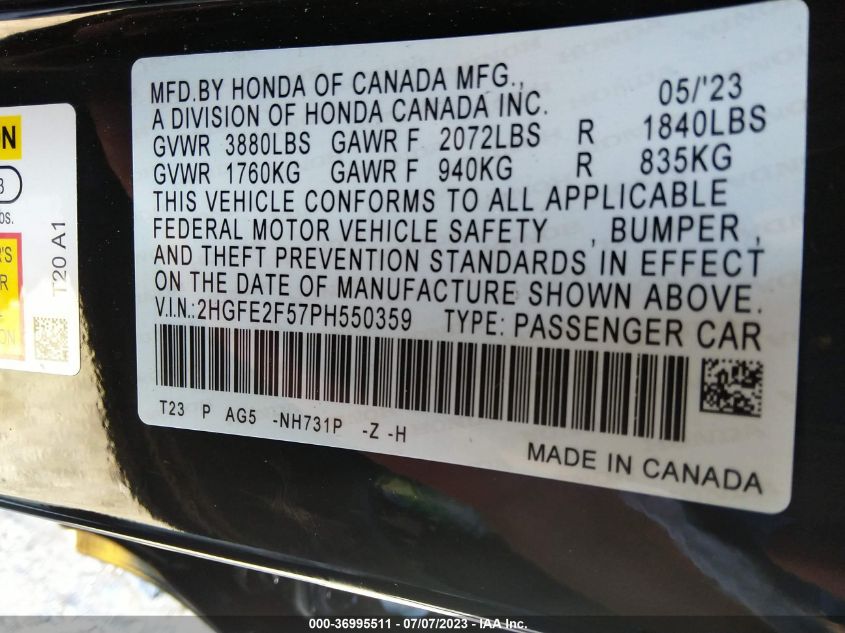 MFD.BY HONDA OF CANADA MFG.,
A DIVISION OF HONDA CANADA INC. 05/'23
GVWR 3880LBS GAWR F 2072LBS R 1840LBS
GVWR 1760KG GAWR F 940KG R 835KG
THIS VEHICLE CONFORMS TO ALL APPLICABLE
FEDERAL MOTOR VEHICLE SAFETY , BUMPER ,
AND THEFT PREVENTION STANDARDS IN EFFECT
ON THE DATE OF MANUFACTURE SHOWN ABOVE.
V.I.N.:2HGFE2F57PH550359 TYPE: PASSENGER CAR
T23 P AG5 -NH731P -Z -H
MADE IN CANADA
T20 A1
000-36995511 - 07/07/2023 - IAA Inc.